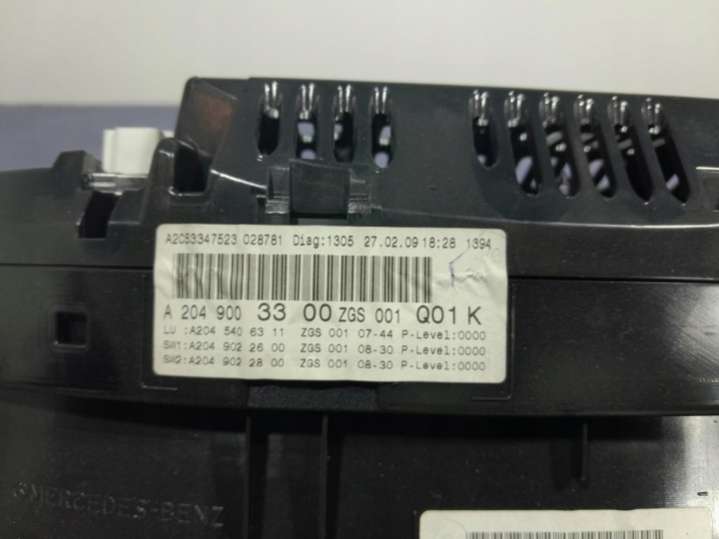 A2C53347523 028781 Diag:1305 27.02.09 18:28 1394
A 204 900 33 00 ZGS 001 Q01 K
LU :A204 540 63 11 ZGS 001 07-44 P-Level:0000
SW1:A204 902 26 00 ZGS 001 08-30 P-Level:0000
SW2:A204 902 28 00 ZGS 001 08-30 P-Level:0000
MERCEDES-BENZ